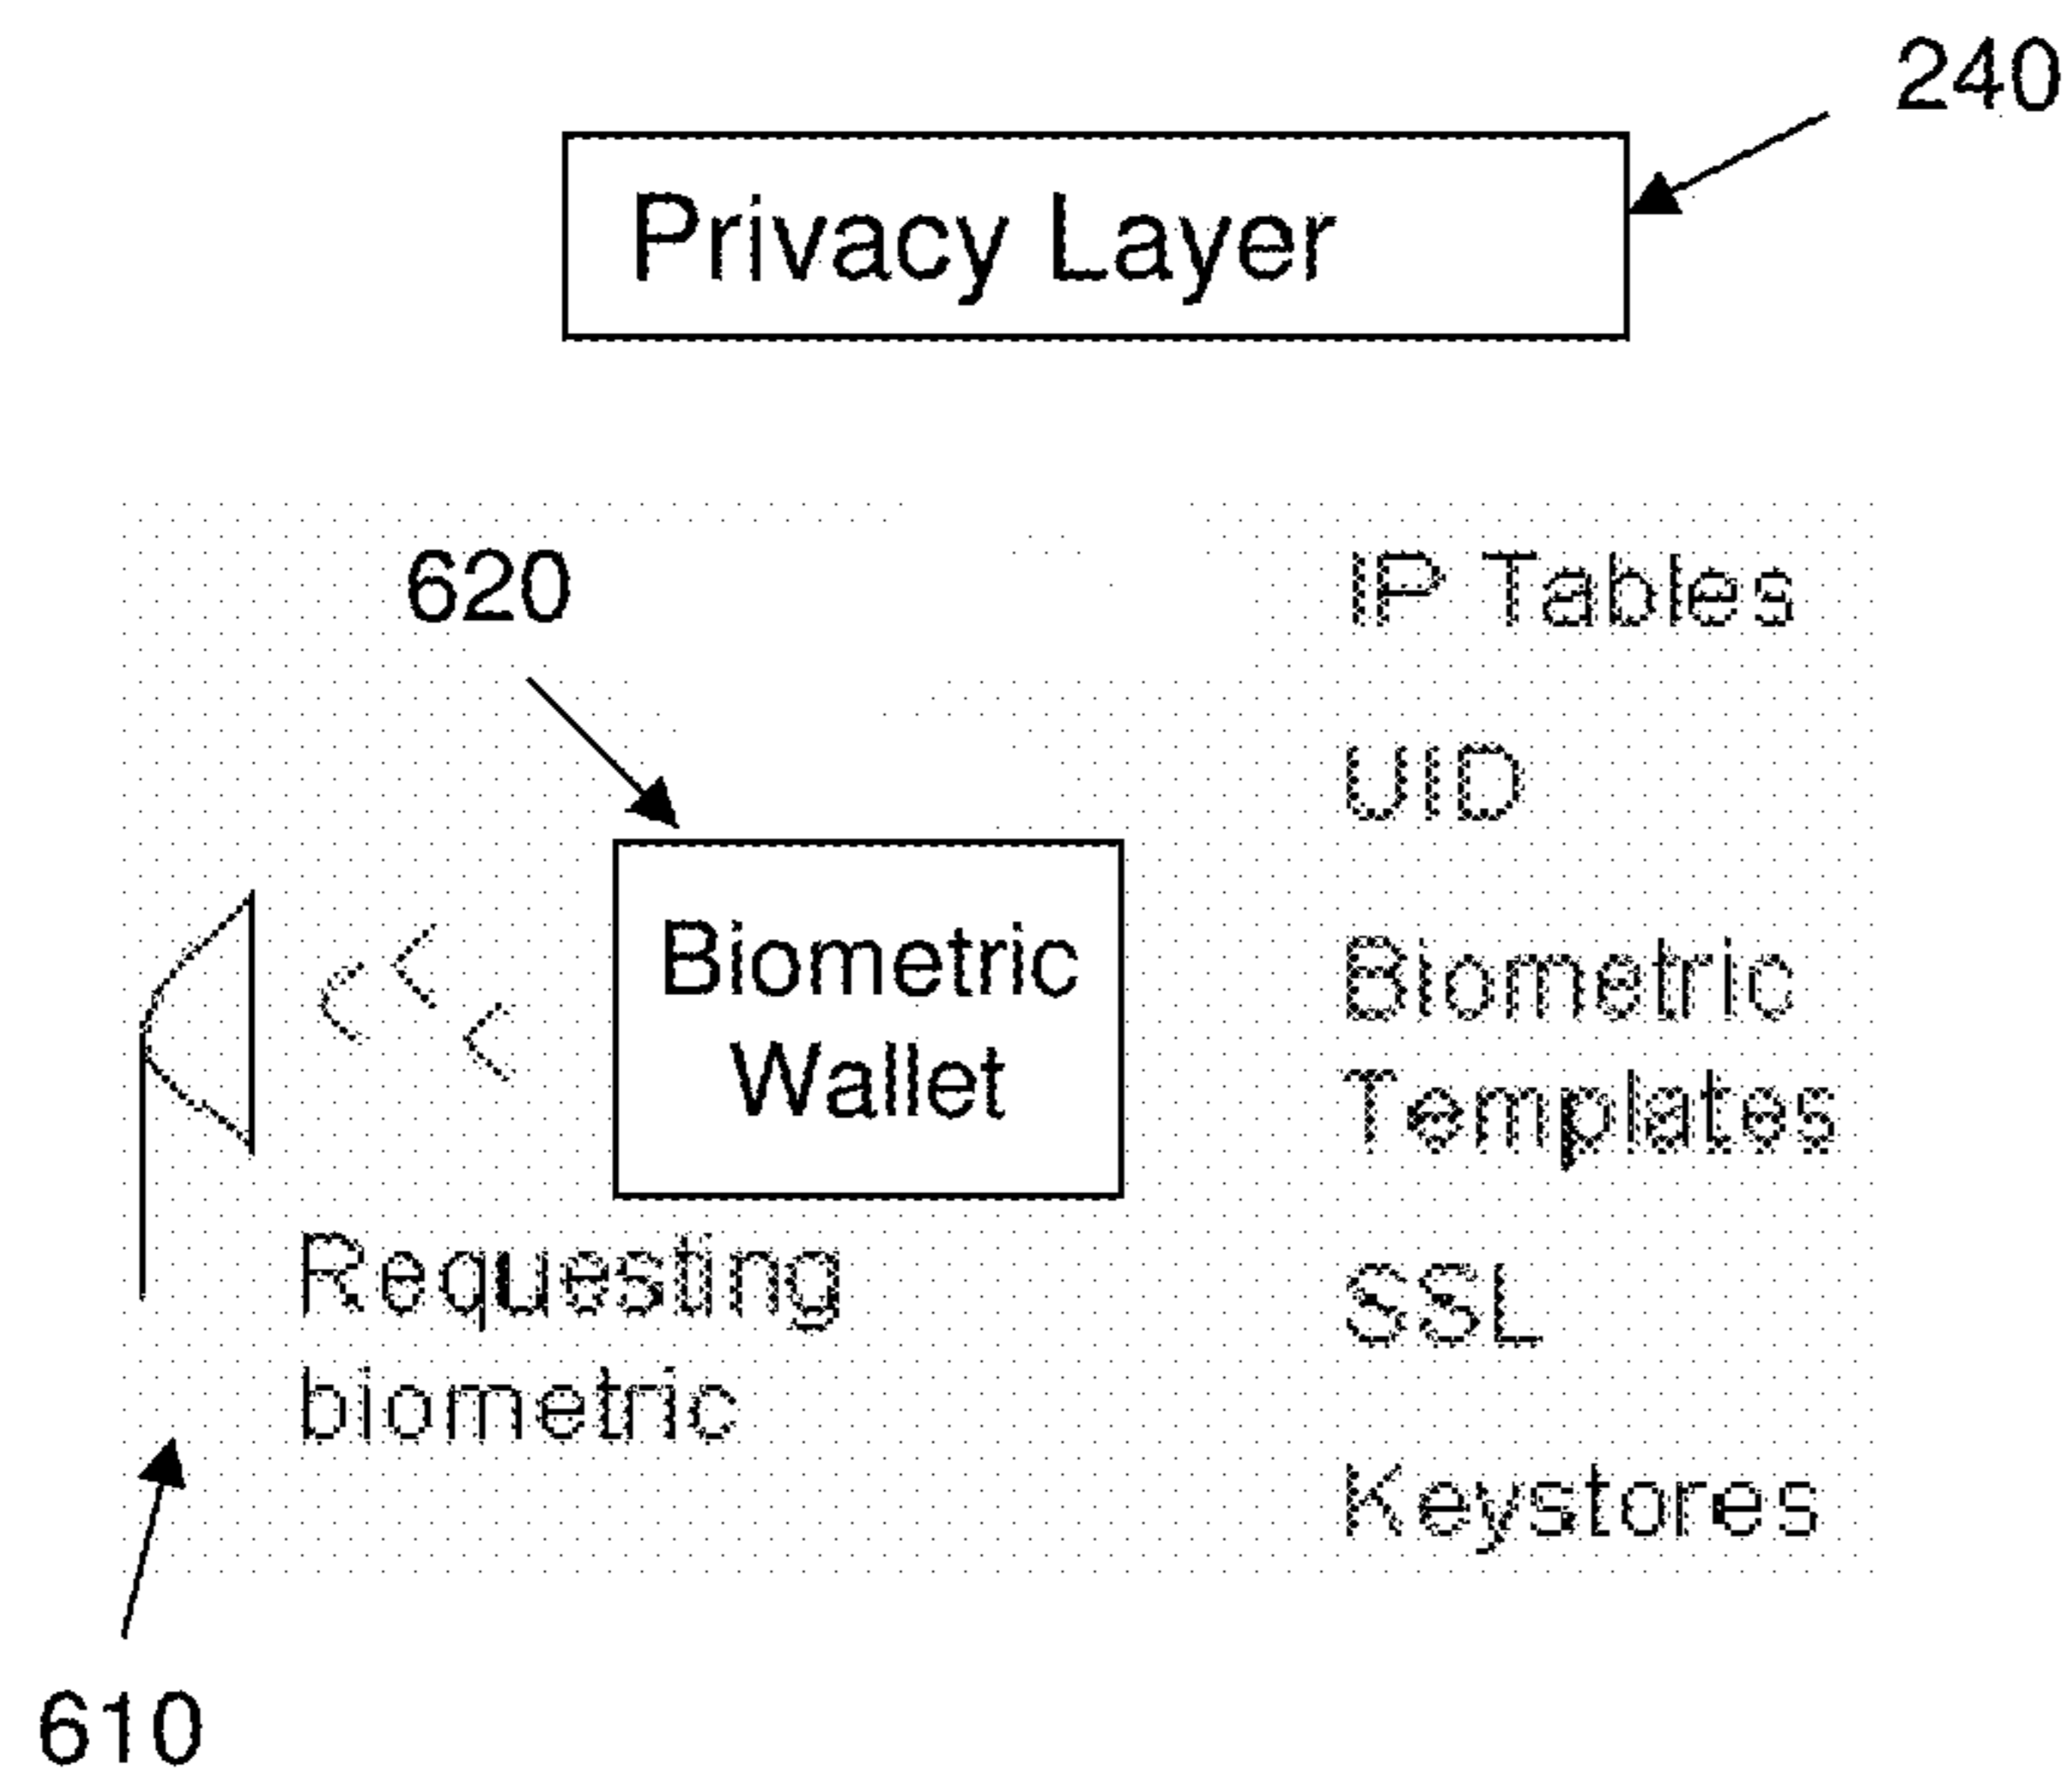 240
Privacy Layer
620
IP Tables
UID
Biometric
Wallet
Biometric
Templates
Requesting
biometric
SSL
Keystores
610